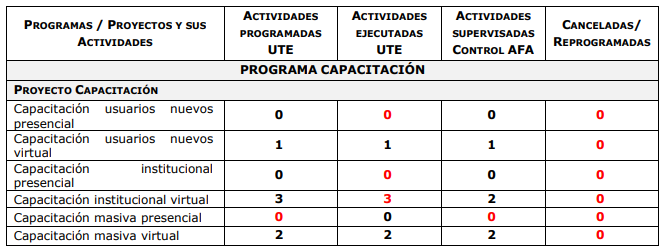 PROGRAMAS / PROYECTOS Y SUS ACTIVIDADES | ACTIVIDADES PROGRAMADAS UTE | ACTIVIDADES EJECUTADAS UTE | ACTIVIDADES SUPERVISADAS CONTROL AFA | CANCELADAS/ REPROGRAMADAS
PROGRAMA CAPACITACIÓN
PROYECTO CAPACITACIÓN
Capacitación usuarios nuevos presencial 0 0 0 0
Capacitación usuarios nuevos virtual 1 1 1 0
Capacitación institucional presencial 0 0 0 0
Capacitación institucional virtual 3 3 2 0
Capacitación masiva presencial 0 0 0 0
Capacitación masiva virtual 2 2 2 0